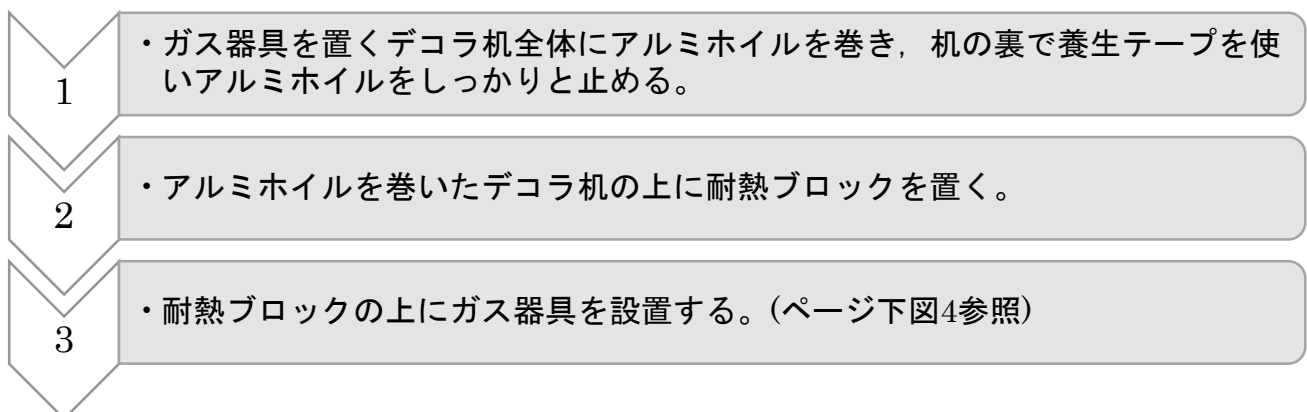 1
・ガス器具を置くデコラ机全体にアルミホイルを巻き，机の裏で養生テープを使
いアルミホイルをしっかりと止める。
2
・アルミホイルを巻いたデコラ机の上に耐熱ブロックを置く。
3
・耐熱ブロックの上にガス器具を設置する。(ページ下図4参照)